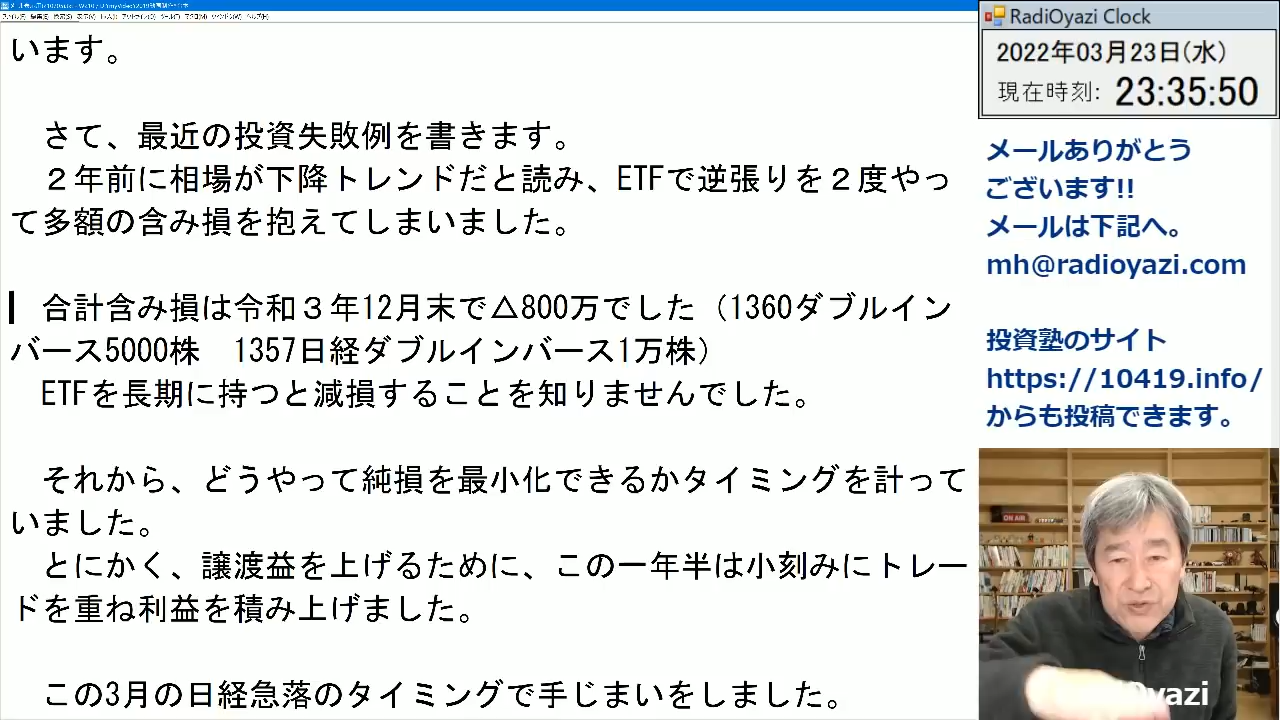 います。
さて、最近の投資失敗例を書きます。
２年前に相場が下降トレンドだと読み、ETFで逆張りを２度やっ
て多額の含み損を抱えてしまいました。
合計含み損は令和３年12月末で△800万でした（1360ダブルイン
バース5000株　1357日経ダブルインバース1万株）
ETFを長期に持つと減損することを知りませんでした。
それから、どうやって純損を最小化できるかタイミングを計って
いました。
とにかく、譲渡益を上げるために、この一年半は小刻みにトレー
ドを重ね利益を積み上げました。
この3月の日経急落のタイミングで手じまいをしました。
RadiOyazi Clock
2022年03月23日(水)
現在時刻: 23:35:50
メールありがとう
ございます!!
メールは下記へ。
mh@radioyazi.com
投資塾のサイト
https://10419.info/
からも投稿できます。
ON AIR